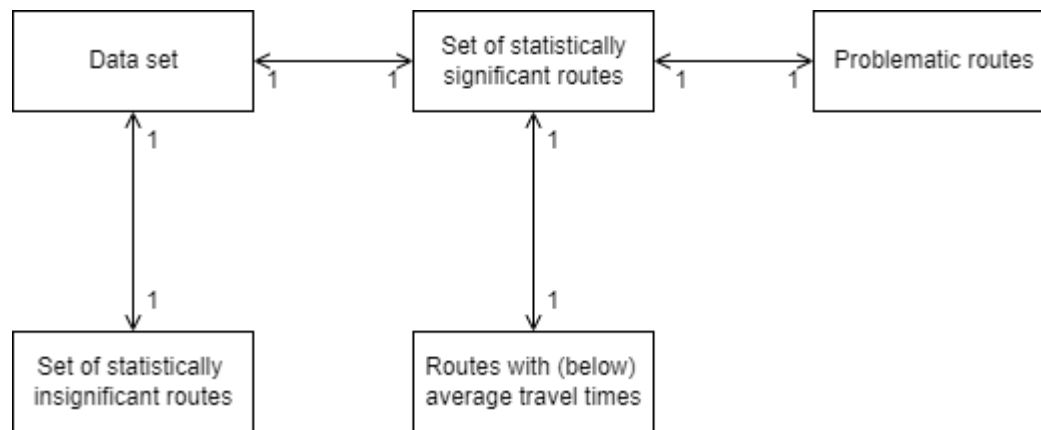 Data set
1
1
Set of statistically
significant routes
1
1
Problematic routes
1
1
1
1
Set of statistically
insignificant routes
Routes with (below)
average travel times